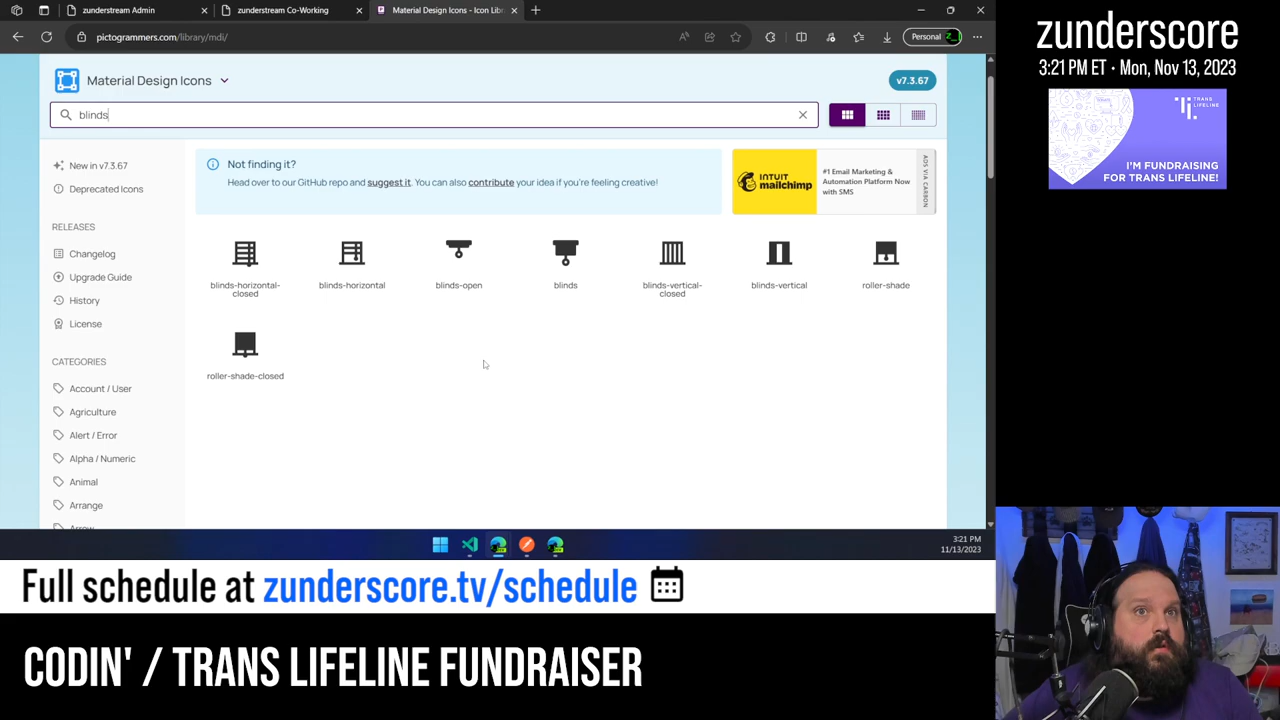 zunderstream Admin
zunderstream Co-Working
Material Design Icons - Icon Libr
pictogrammers.com/library/mdi/
Personal
Material Design Icons
v7.3.67
blinds
New in v7.3.67
Deprecated Icons
RELEASES
Changelog
Upgrade Guide
History
License
CATEGORIES
Account / User
Agriculture
Alert / Error
Alpha / Numeric
Animal
Arrange
Arrow
Not finding it?
Head over to our GitHub repo and suggest it. You can also contribute your idea if you're feeling creative!
INTUIT
mailchimp
#1 Email Marketing &
Automation Platform Now
with SMS
ADS VIA CARBON
blinds-horizontal-
closed
blinds-horizontal
blinds-open
blinds
blinds-vertical-
closed
blinds-vertical
roller-shade
roller-shade-closed
3:21 PM
11/13/2023
zunderscore
3:21 PM ET • Mon, Nov 13, 2023
TRANS
LIFELINE
I'M FUNDRAISING
FOR TRANS LIFELINE!
Full schedule at zunderscore.tv/schedule
CODIN' / TRANS LIFELINE FUNDRAISER